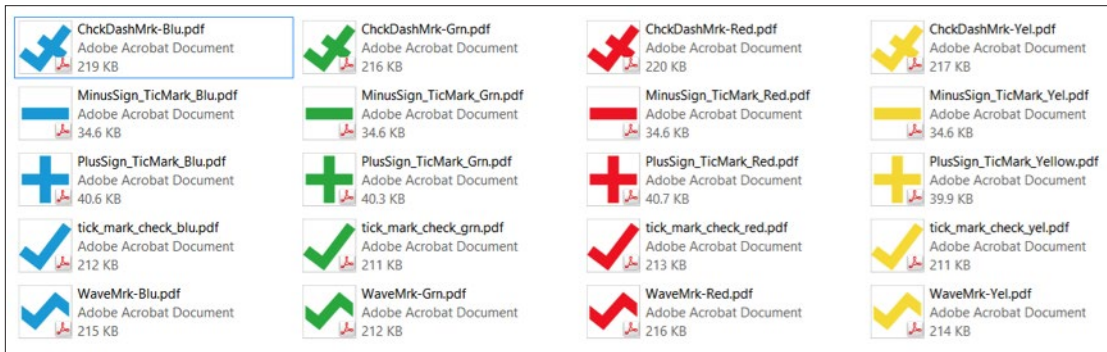 ChckDashMrk-Blu.pdf
Adobe Acrobat Document
219 KB
ChckDashMrk-Grn.pdf
Adobe Acrobat Document
216 KB
ChckDashMrk-Red.pdf
Adobe Acrobat Document
220 KB
ChckDashMrk-Yel.pdf
Adobe Acrobat Document
217 KB
MinusSign_TicMark_Blu.pdf
Adobe Acrobat Document
34.6 KB
MinusSign_TicMark_Grn.pdf
Adobe Acrobat Document
34.6 KB
MinusSign_TicMark_Red.pdf
Adobe Acrobat Document
34.6 KB
MinusSign_TicMark_Yel.pdf
Adobe Acrobat Document
34.6 KB
PlusSign_TicMark_Blu.pdf
Adobe Acrobat Document
40.6 KB
PlusSign_TicMark_Grn.pdf
Adobe Acrobat Document
40.3 KB
PlusSign_TicMark_Red.pdf
Adobe Acrobat Document
40.7 KB
PlusSign_TicMark_Yellow.pdf
Adobe Acrobat Document
39.9 KB
tick_mark_check_blu.pdf
Adobe Acrobat Document
212 KB
tick_mark_check_grn.pdf
Adobe Acrobat Document
211 KB
tick_mark_check_red.pdf
Adobe Acrobat Document
213 KB
tick_mark_check_yel.pdf
Adobe Acrobat Document
211 KB
WaveMrk-Blu.pdf
Adobe Acrobat Document
215 KB
WaveMrk-Grn.pdf
Adobe Acrobat Document
212 KB
WaveMrk-Red.pdf
Adobe Acrobat Document
216 KB
WaveMrk-Yel.pdf
Adobe Acrobat Document
214 KB